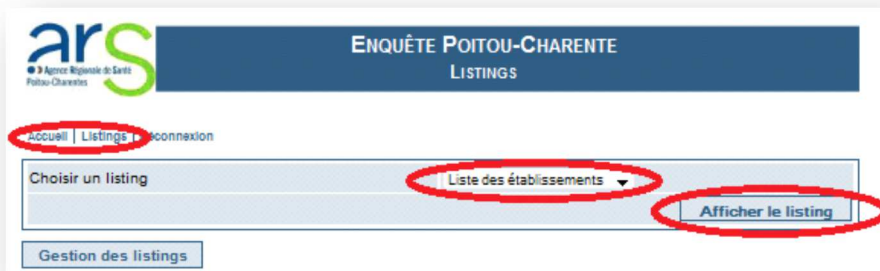 ars
Agence Régionale de Santé
Poitou-Charentes
ENQUÊTE POITOU-CHARENTE
LISTINGS
Accueil | Listings | Déconnexion
Choisir un listing
Liste des établissements
Afficher le listing
Gestion des listings